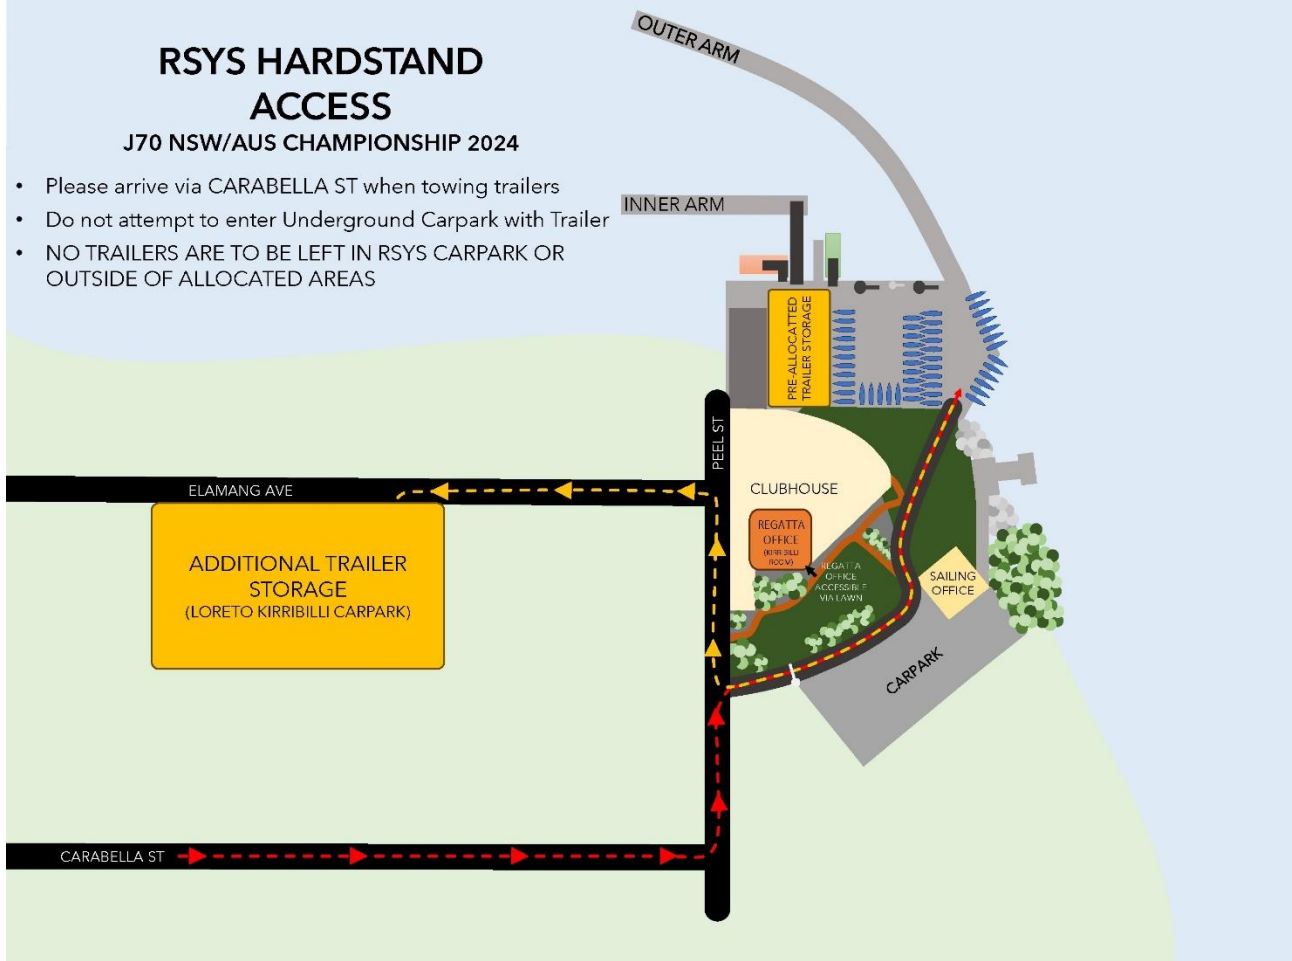 RSYS HARDSTAND
ACCESS
J70 NSW/AUS CHAMPIONSHIP 2024
• Please arrive via CARABELLA ST when towing trailers
• Do not attempt to enter Underground Carpark with Trailer
• NO TRAILERS ARE TO BE LEFT IN RSYS CARPARK OR
OUTSIDE OF ALLOCATED AREAS
OUTER ARM
INNER ARM
PRE-ALLOCATTED
TRAILER STORAGE
PEEL ST
ELAMANG AVE
CLUBHOUSE
REGATTA
OFFICE
(KIRRIBILLI
ROOM)
REGATTA
OFFICE
ACCESSIBLE
VIA LAWN
SAILING
OFFICE
ADDITIONAL TRAILER
STORAGE
(LORETO KIRRIBILLI CARPARK)
CARPARK
CARABELLA ST